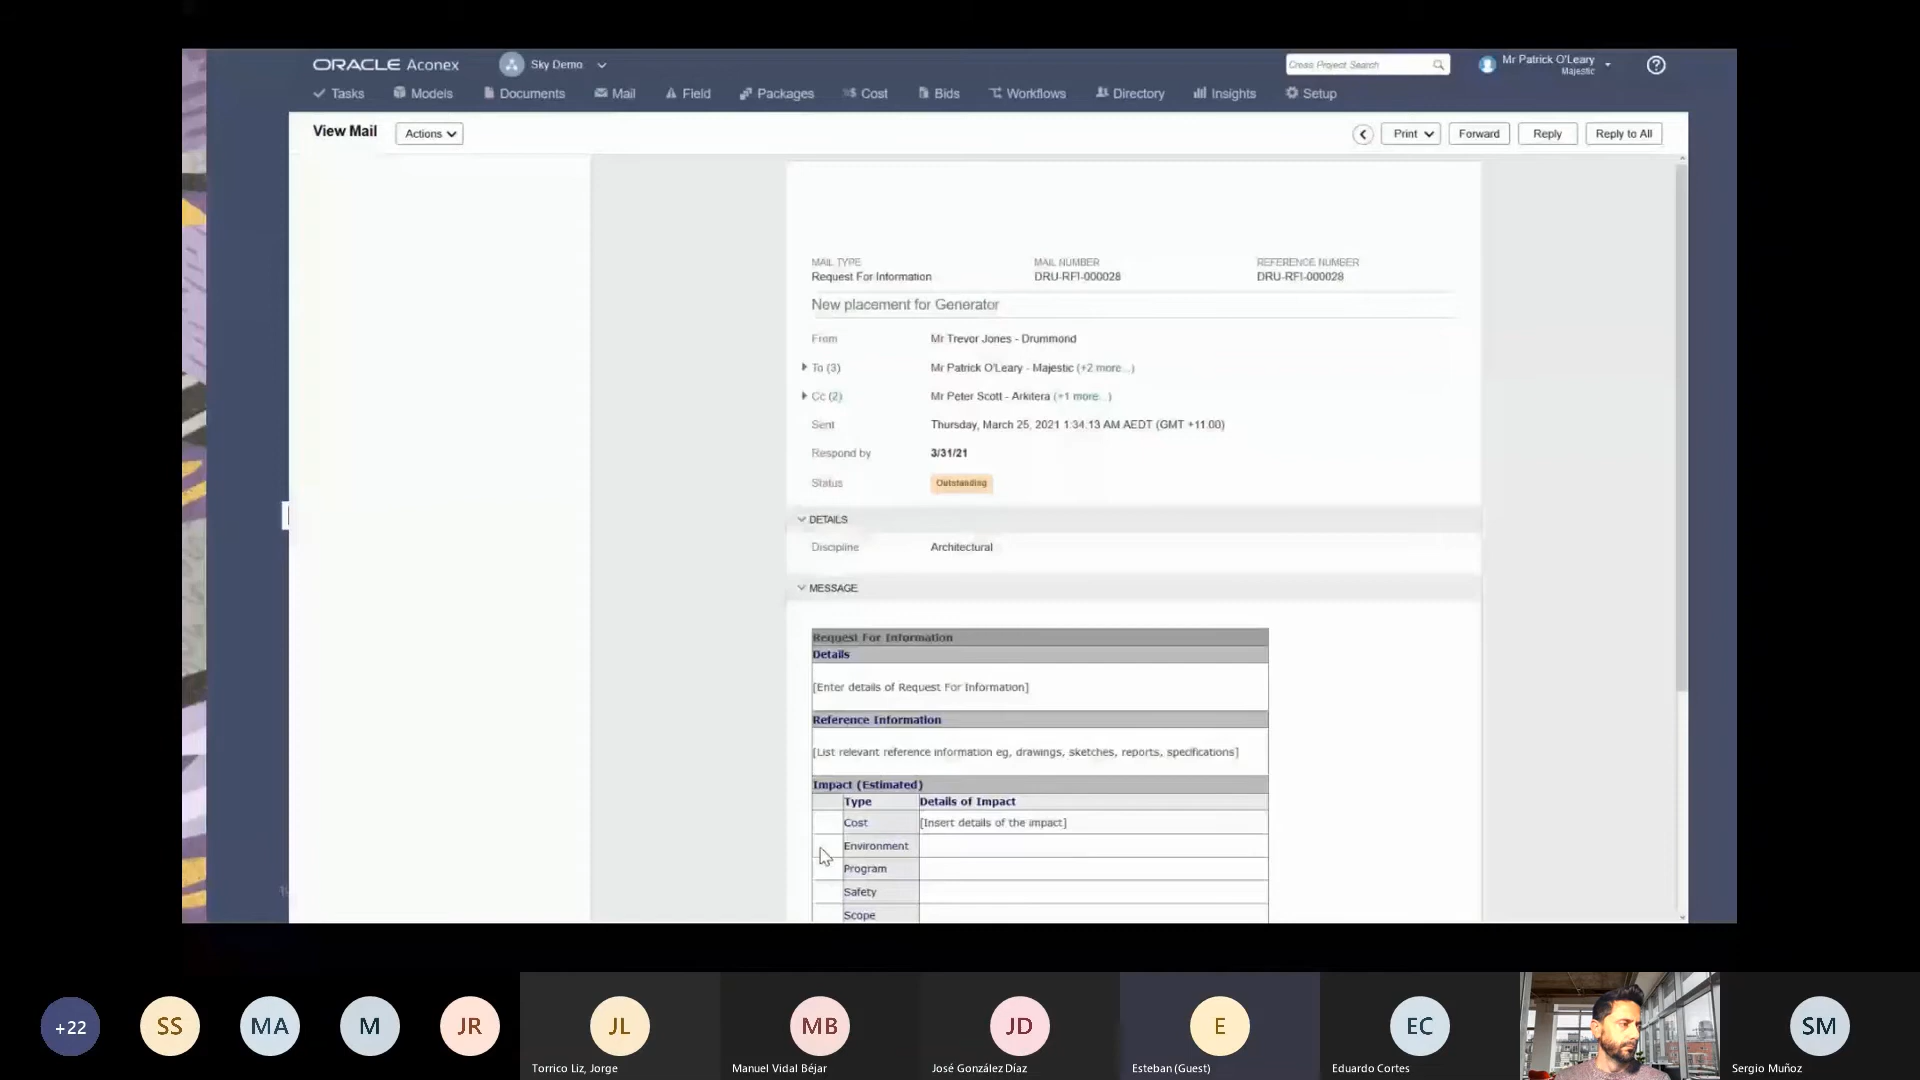 ORACLE Aconex
Sky Demo
Cross Project Search
Mr Patrick O'Leary
Majestic
Tasks
Models
Documents
Mail
Field
Packages
Cost
Bids
Workflows
Directory
Insights
Setup
View Mail
Actions
Print
Forward
Reply
Reply to All
MAIL TYPE
MAIL NUMBER
REFERENCE NUMBER
Request For Information
DRU-RFI-000028
DRU-RFI-000028
New placement for Generator
From
Mr Trevor Jones - Drummond
To (3)
Mr Patrick O'Leary - Majestic (+2 more...)
Cc (2)
Mr Peter Scott - Arkitera (+1 more...)
Sent
Thursday, March 25, 2021 1:34:13 AM AEDT (GMT +11:00)
Respond by
3/31/21
Status
Outstanding
DETAILS
Discipline
Architectural
MESSAGE
Request For Information
Details
[Enter details of Request For Information]
Reference Information
[List relevant reference information eg, drawings, sketches, reports, specifications]
Impact (Estimated)
Type
Details of Impact
Cost
[Insert details of the impact]
Environment
Program
Safety
Scope
+22
SS
MA
M
JR
JL
MB
JD
E
EC
SM
Torrico Liz, Jorge
Manuel Vidal Béjar
José González Díaz
Esteban (Guest)
Eduardo Cortes
Sergio Muñoz